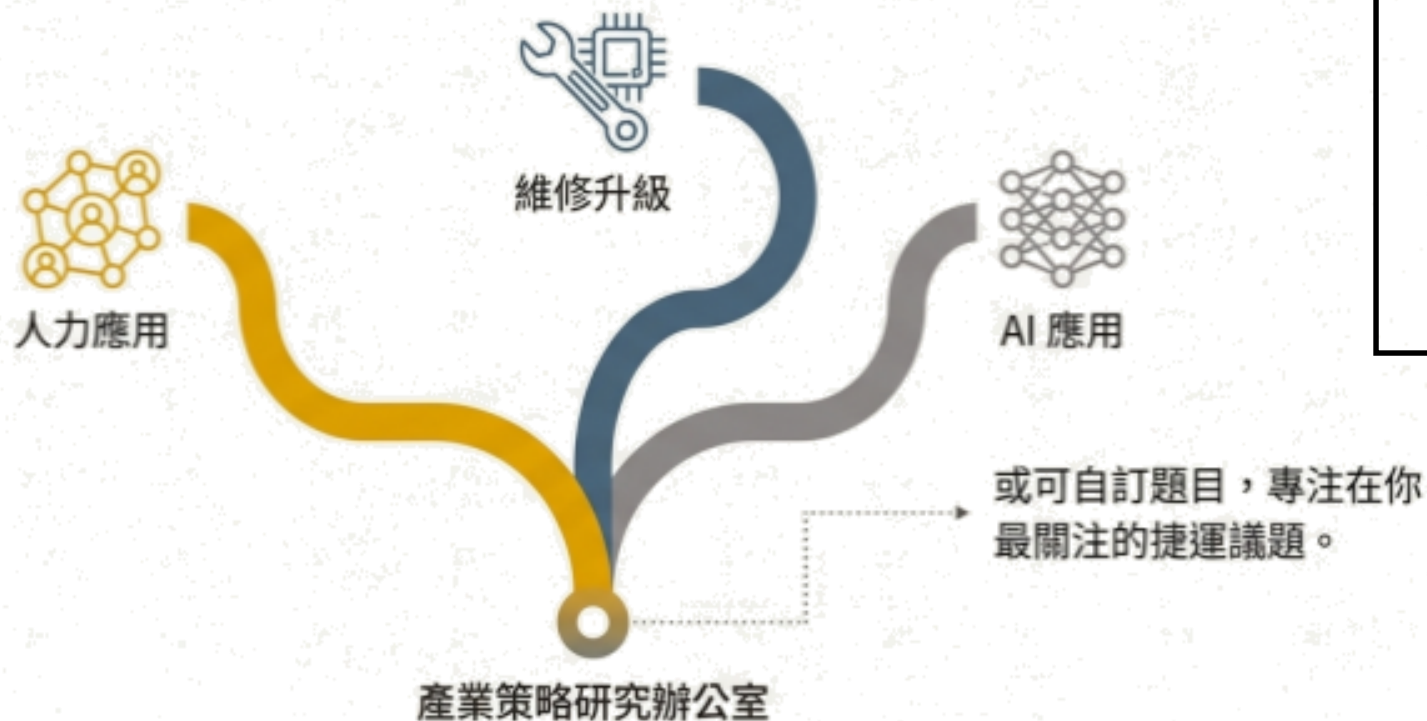 維修升級
人力應用
AI 應用
或可自訂題目，專注在你
最關注的捷運議題。
產業策略研究辦公室